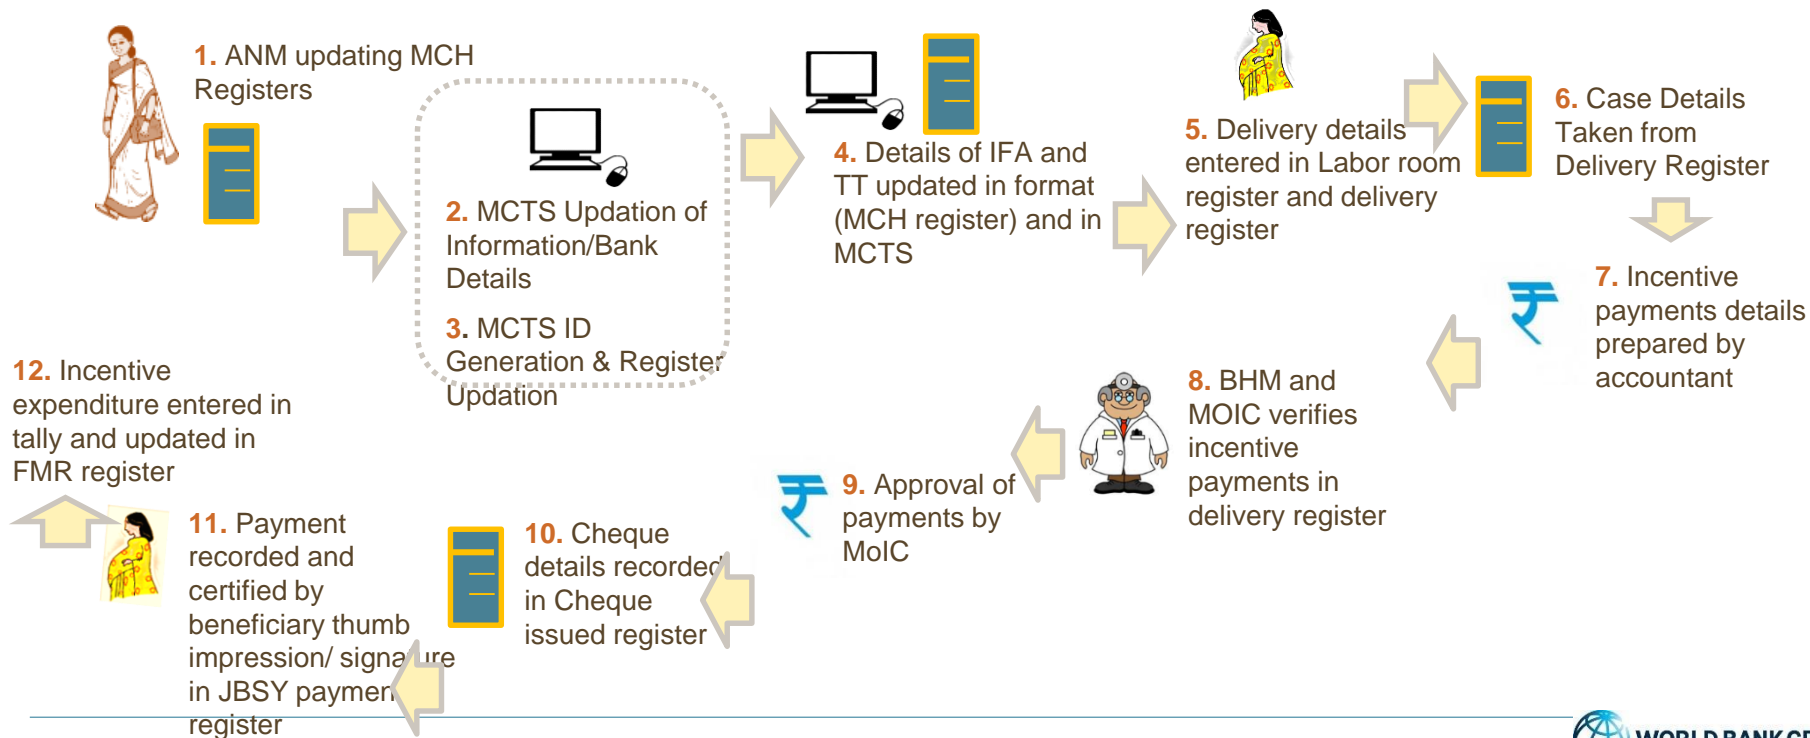 1. ANM updating MCH
Registers
2. MCTS Updation of
Information/Bank
Details
3. MCTS ID
Generation & Register
Updation
4. Details of IFA and
TT updated in format
(MCH register) and in
MCTS
5. Delivery details
entered in Labor room
register and delivery
register
6. Case Details
Taken from
Delivery Register
7. Incentive
payments details
prepared by
accountant
8. BHM and
MOIC verifies
incentive
payments in
delivery register
9. Approval of
payments by
MoIC
10. Cheque
details recorded
in Cheque
issued register
11. Payment
recorded and
certified by
beneficiary thumb
impression/ signature
in JBSY payment
register
12. Incentive
expenditure entered in
tally and updated in
FMR register
WORLD BANK